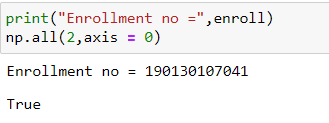 print("Enrollment no =",enroll)
np.all(2,axis = 0)
Enrollment no = 190130107041
True